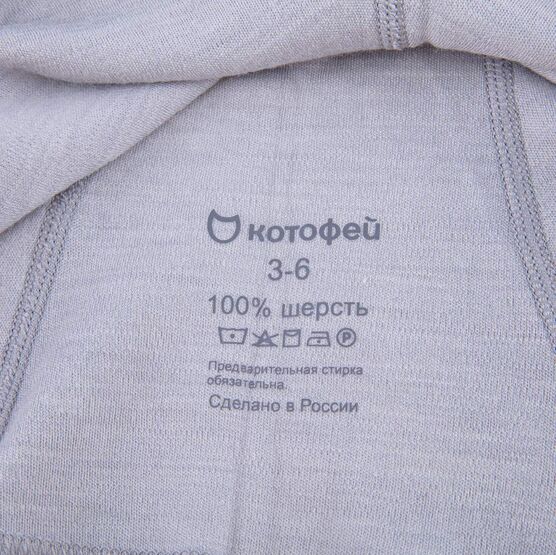 котофей
3-6
100% шерсть
Предварительная стирка
обязательна.
Сделано в России